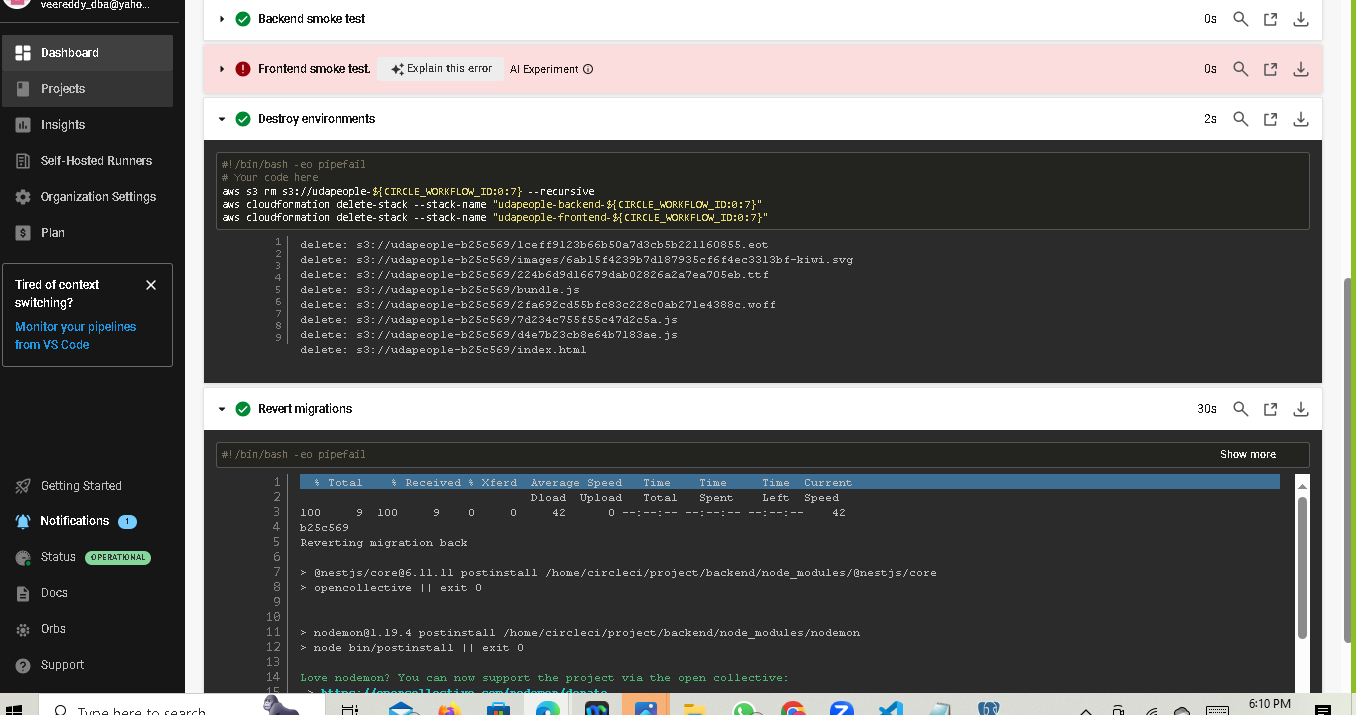 veereddy_dba@yaho...
Dashboard
Projects
Insights
Self-Hosted Runners
Organization Settings
Plan
Tired of context
switching?
Monitor your pipelines
from VS Code
Getting Started
Notifications 1
Status OPERATIONAL
Docs
Orbs
Support
Backend smoke test 0s
Frontend smoke test. Explain this error AI Experiment 0s
Destroy environments 2s
#!/bin/bash -eo pipefail
# Your code here
aws s3 rm s3://udapeople-${CIRCLE_WORKFLOW_ID:0:7} --recursive
aws cloudformation delete-stack --stack-name "udapeople-backend-${CIRCLE_WORKFLOW_ID:0:7}"
aws cloudformation delete-stack --stack-name "udapeople-frontend-${CIRCLE_WORKFLOW_ID:0:7}"
1 delete: s3://udapeople-b25c569/1ceff9123b66b50a7d3cb5b221160855.eot
2 delete: s3://udapeople-b25c569/images/6ab15f4239b7d187935cf6f4ec3313bf-kiwi.svg
3 delete: s3://udapeople-b25c569/224b6d9d16679dab02826a2a7ea705eb.ttf
4 delete: s3://udapeople-b25c569/bundle.js
5 delete: s3://udapeople-b25c569/2fa692cd55bfc83c228c0ab271e4388c.woff
6 delete: s3://udapeople-b25c569/7d234c755f55c47d2c5a.js
7 delete: s3://udapeople-b25c569/d4e7b23cb8e64b7183ae.js
8 delete: s3://udapeople-b25c569/index.html
9
Revert migrations 30s
#!/bin/bash -eo pipefail Show more
1 % Total % Received % Xferd Average Speed Time Time Time Current
2 Dload Upload Total Spent Left Speed
3 100 9 100 9 0 0 42 0 --:--:-- --:--:-- --:--:-- 42
4 b25c569
5 Reverting migration back
6
7 > @nestjs/core@6.11.11 postinstall /home/circleci/project/backend/node_modules/@nestjs/core
8 > opencollective || exit 0
9
10
11 > nodemon@1.19.4 postinstall /home/circleci/project/backend/node_modules/nodemon
12 > node bin/postinstall || exit 0
13
14 Love nodemon? You can now support the project via the open collective:
15 > https://opencollective.com/nodemon/donate
Type here to search
6:10 PM